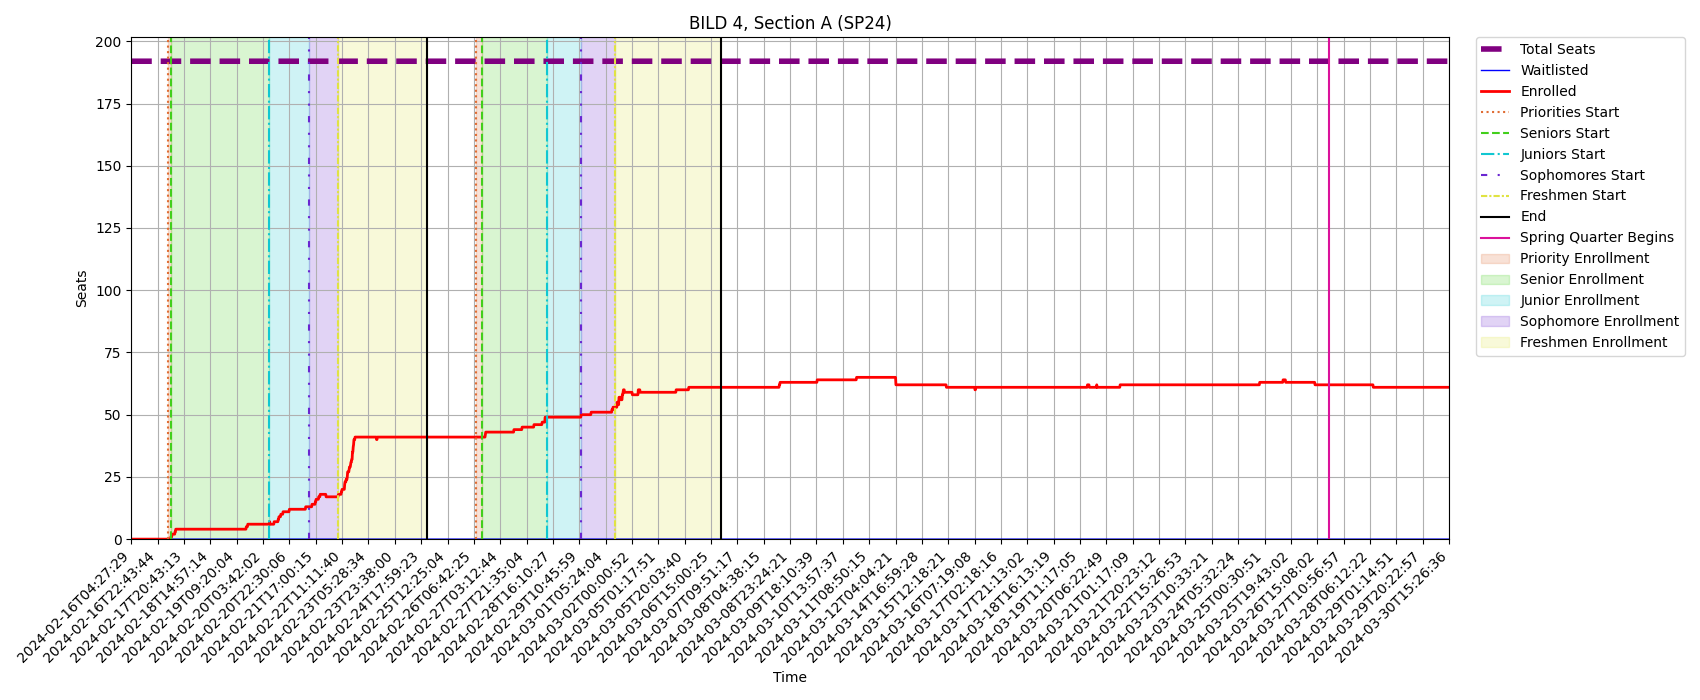 BILD 4, Section A (SP24)
Seats
200
175
150
125
100
75
50
25
0
2024-02-16T04:27:29
2024-02-16T22:43:44
2024-02-17T20:43:13
2024-02-18T14:57:14
2024-02-19T09:20:04
2024-02-20T03:42:02
2024-02-20T22:30:06
2024-02-21T17:00:15
2024-02-22T11:11:40
2024-02-23T05:28:34
2024-02-23T23:38:00
2024-02-24T17:59:23
2024-02-25T12:25:04
2024-02-26T06:42:25
2024-02-27T03:12:44
2024-02-27T21:35:04
2024-02-28T16:10:27
2024-02-29T10:45:59
2024-03-01T05:24:04
2024-03-02T00:00:52
2024-03-05T01:17:51
2024-03-05T20:03:40
2024-03-06T15:00:25
2024-03-07T09:51:17
2024-03-08T04:38:15
2024-03-08T23:24:21
2024-03-09T18:10:39
2024-03-10T13:57:37
2024-03-11T08:50:15
2024-03-12T04:04:21
2024-03-14T16:59:28
2024-03-15T12:18:21
2024-03-16T07:19:08
2024-03-17T02:18:16
2024-03-17T21:13:02
2024-03-18T16:13:19
2024-03-19T11:17:05
2024-03-20T06:22:49
2024-03-21T01:17:09
2024-03-21T20:23:12
2024-03-22T15:26:53
2024-03-23T10:33:21
2024-03-24T05:32:24
2024-03-25T00:30:51
2024-03-25T19:43:02
2024-03-26T15:08:02
2024-03-27T10:56:57
2024-03-28T06:12:22
2024-03-29T01:14:51
2024-03-29T20:22:57
2024-03-30T15:26:36
Time
Total Seats
Waitlisted
Enrolled
Priorities Start
Seniors Start
Juniors Start
Sophomores Start
Freshmen Start
End
Spring Quarter Begins
Priority Enrollment
Senior Enrollment
Junior Enrollment
Sophomore Enrollment
Freshmen Enrollment